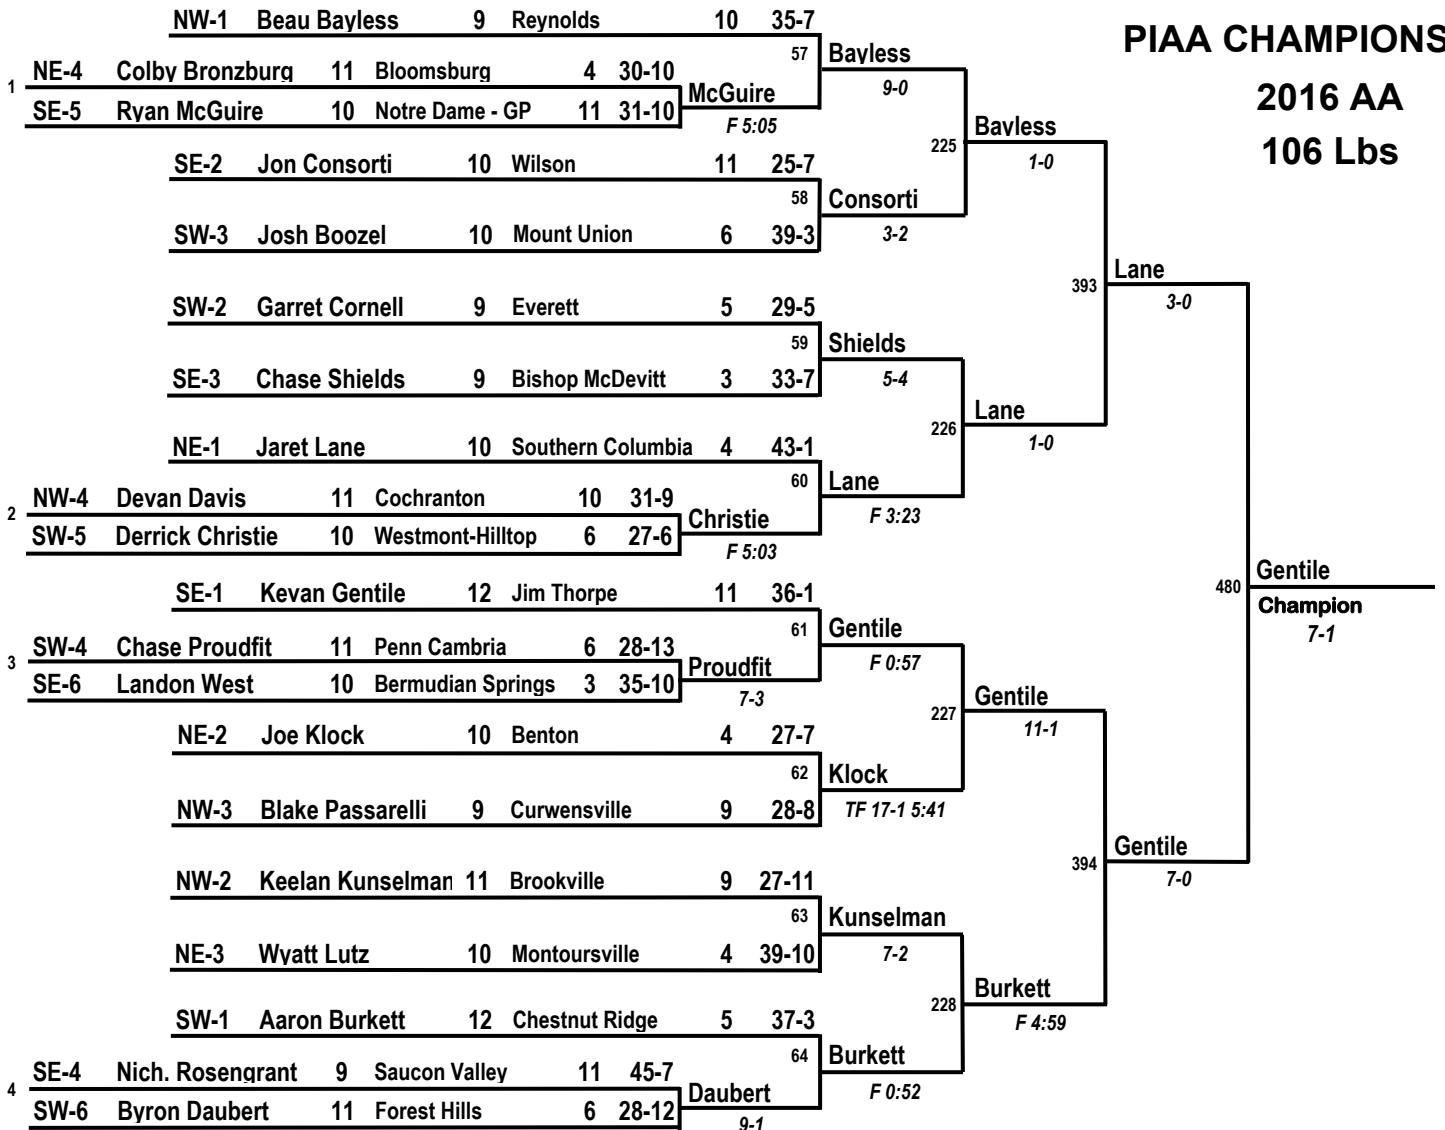 NW-1 Beau Bayless 9 Reynolds 10 35-7
PIAA CHAMPIONS
57 Bayless
9-0
1 NE-4 Colby Bronzburg 11 Bloomsburg 4 30-10
McGuire
SE-5 Ryan McGuire 10 Notre Dame - GP 11 31-10
F 5:05
2016 AA
106 Lbs
225 Bayless
1-0
SE-2 Jon Consorti 10 Wilson 11 25-7
58 Consorti
3-2
SW-3 Josh Boozel 10 Mount Union 6 39-3
393 Lane
3-0
SW-2 Garret Cornell 9 Everett 5 29-5
59 Shields
5-4
SE-3 Chase Shields 9 Bishop McDevitt 3 33-7
226 Lane
1-0
NE-1 Jaret Lane 10 Southern Columbia 4 43-1
60 Lane
F 3:23
2 NW-4 Devan Davis 11 Cochranton 10 31-9
Christie
SW-5 Derrick Christie 10 Westmont-Hilltop 6 27-6
F 5:03
480 Gentile
Champion
7-1
SE-1 Kevan Gentile 12 Jim Thorpe 11 36-1
61 Gentile
F 0:57
3 SW-4 Chase Proudfit 11 Penn Cambria 6 28-13
Proudfit
SE-6 Landon West 10 Bermudian Springs 3 35-10
7-3
227 Gentile
11-1
NE-2 Joe Klock 10 Benton 4 27-7
62 Klock
TF 17-1 5:41
NW-3 Blake Passarelli 9 Curwensville 9 28-8
394 Gentile
7-0
NW-2 Keelan Kunselman 11 Brookville 9 27-11
63 Kunselman
7-2
NE-3 Wyatt Lutz 10 Montoursville 4 39-10
228 Burkett
F 4:59
SW-1 Aaron Burkett 12 Chestnut Ridge 5 37-3
64 Burkett
F 0:52
4 SE-4 Nich. Rosengrant 9 Saucon Valley 11 45-7
Daubert
SW-6 Byron Daubert 11 Forest Hills 6 28-12
9-1